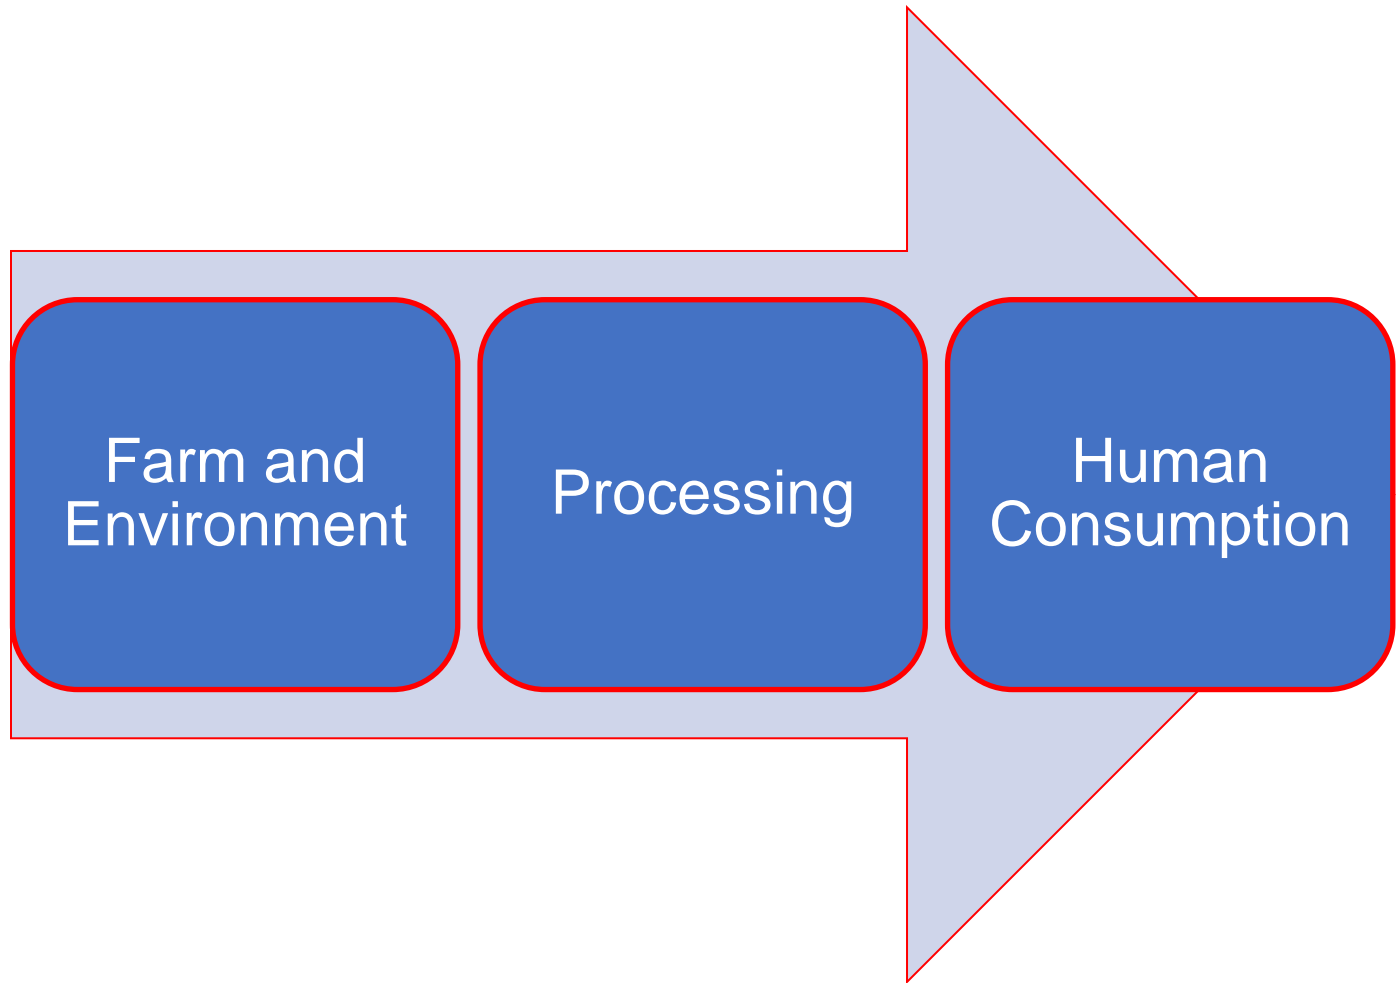 Farm and
Environment
Processing
Human
Consumption